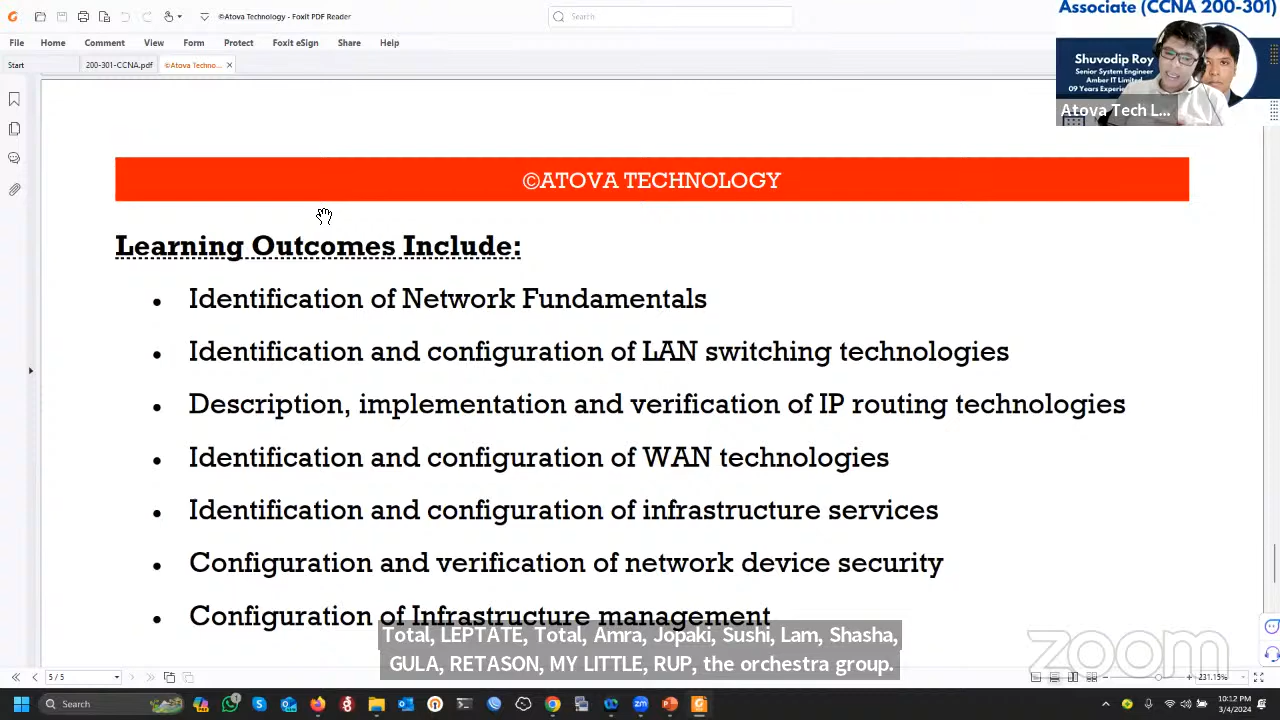 ©Atova Technology - Foxit PDF Reader
Search
File Home Comment View Form Protect Foxit eSign Share Help
Start 200-301-CCNA.pdf ©Atova Techno...
Associate (CCNA 200-301)
Shuvodip Roy
Senior System Engineer
Amber IT Limited
09 Years Experie
Atova Tech L...
©ATOVA TECHNOLOGY
Learning Outcomes Include:
• Identification of Network Fundamentals
• Identification and configuration of LAN switching technologies
• Description, implementation and verification of IP routing technologies
• Identification and configuration of WAN technologies
• Identification and configuration of infrastructure services
• Configuration and verification of network device security
• Configuration of Infrastructure management
Total, LEPTATE, Total, Amra, Jopaki, Sushi, Lam, Shasha,
GULA, RETASON, MY LITTLE, RUP, the orchestra group.
zoom
5/5
231.15%
Search
10:12 PM
3/4/2024